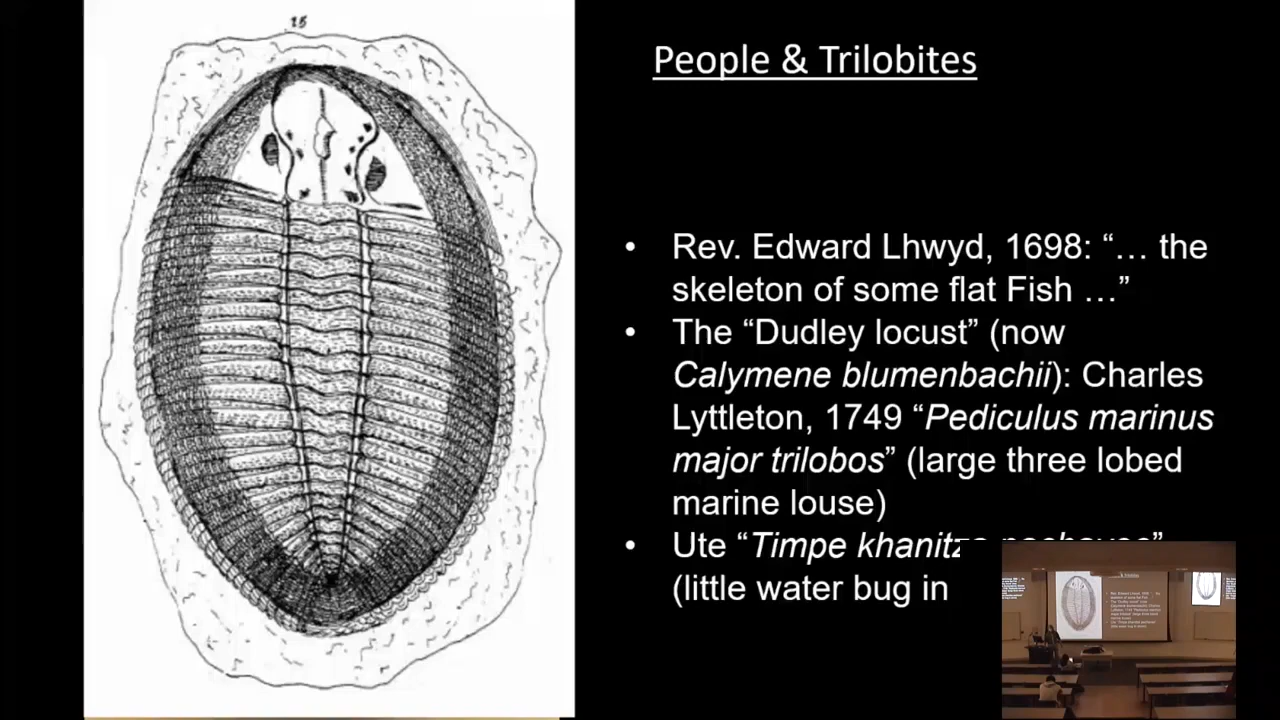 15
People & Trilobites
• Rev. Edward Lhwyd, 1698: “… the
skeleton of some flat Fish …”
• The “Dudley locust” (now
Calymene blumenbachii): Charles
Lyttleton, 1749 “Pediculus marinus
major trilobos” (large three lobed
marine louse)
• Ute “Timpe
(little water bug in